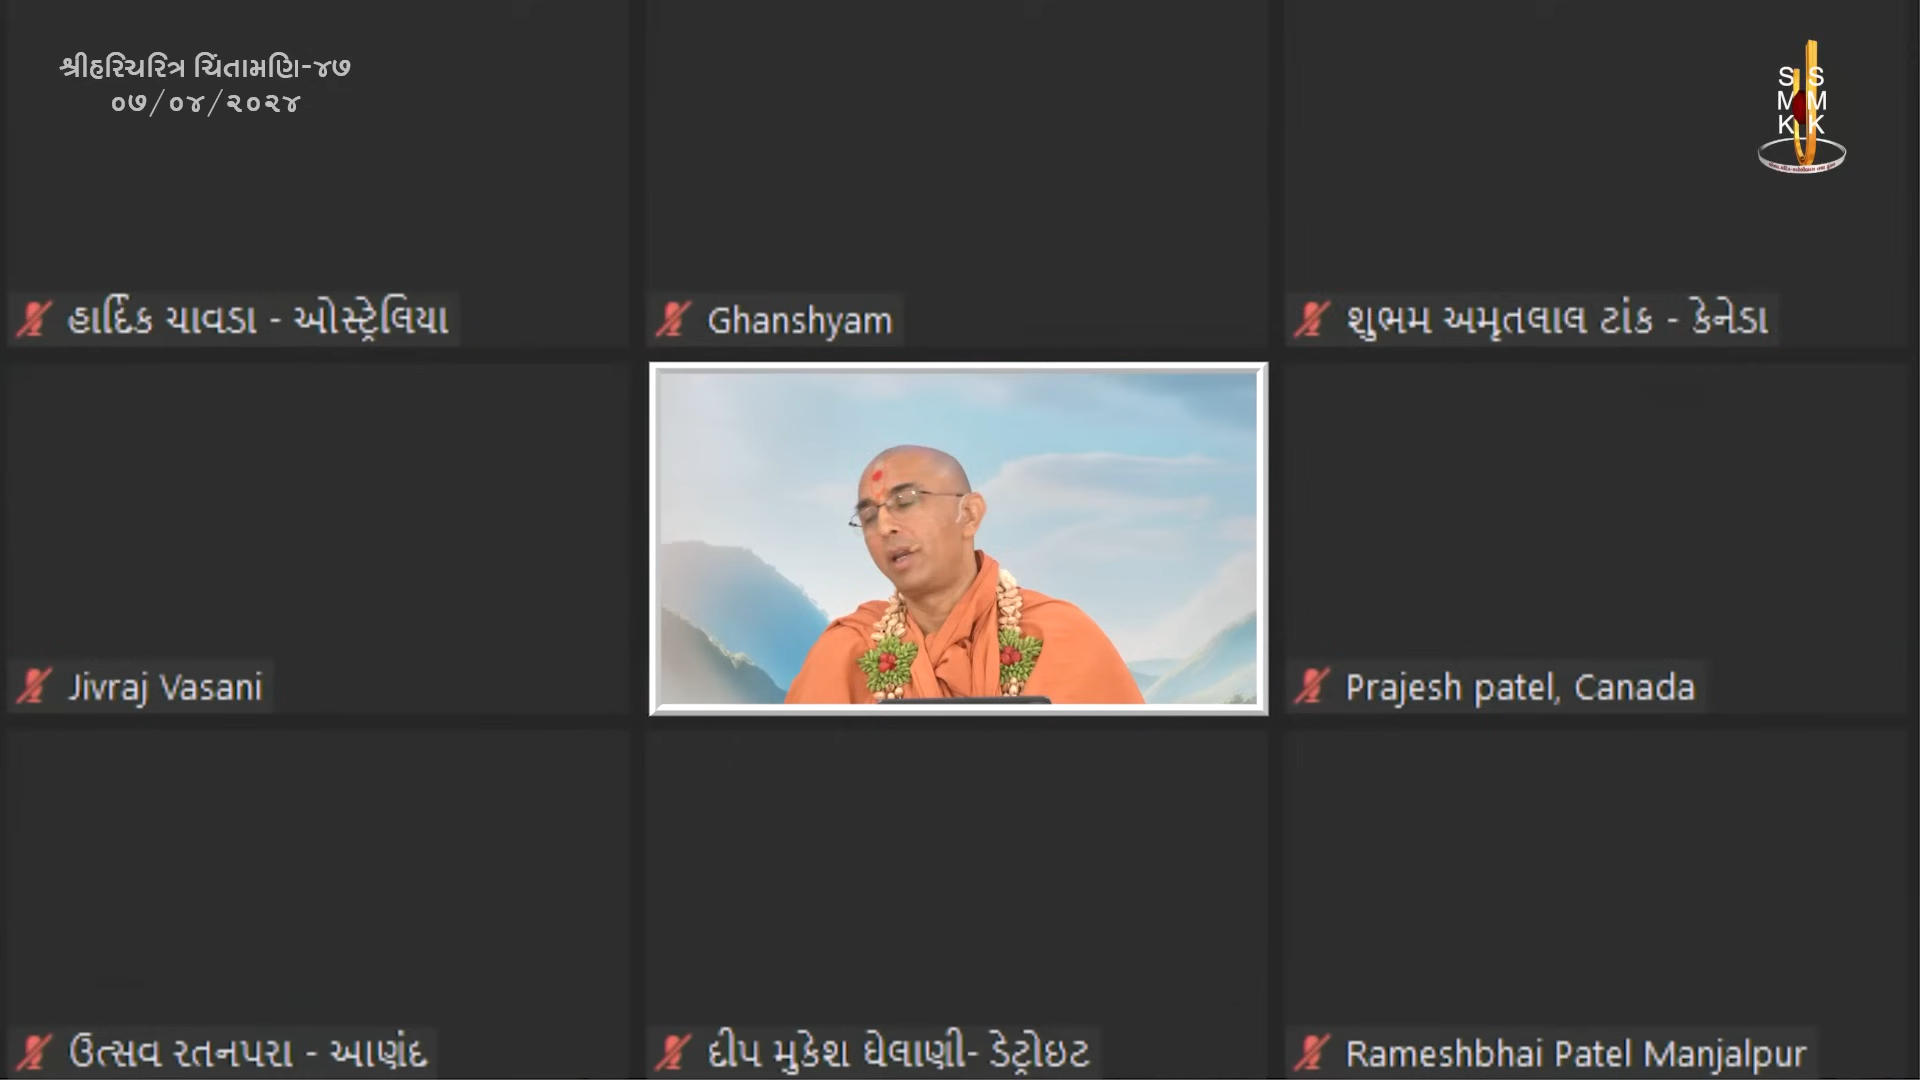 શ્રીહરિચરિત્ર ચિંતામણિ-૪૭
૦૭/૦૪/૨૦૨૪
S S
M M
K K
હાર્દિક ચાવડા - ઓસ્ટ્રેલિયા
Ghanshyam
શુભમ અમૃતલાલ ટાંક - કેનેડા
Jivraj Vasani
Prajesh patel, Canada
ઉત્સવ રતનપરા - આણંદ
દીપ મુકેશ ઘેલાણી- ડેટ્રોઇટ
Rameshbhai Patel Manjalpur